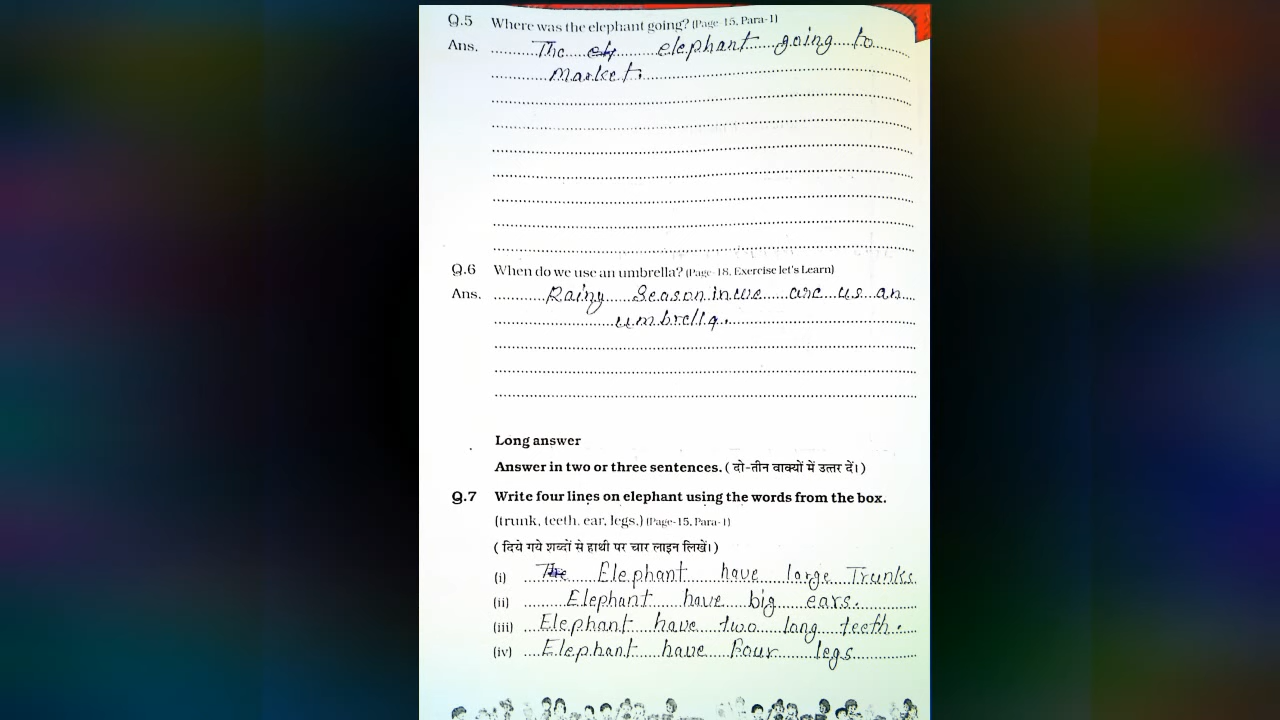 Q.5 Where was the elephant going? (Page-15, Para-1)
Ans. The elephant going to
market.
Q.6 When do we use an umbrella? (Page-18, Exercise let's Learn)
Ans. Rainy Season in we are us an
umbrella.
Long answer
Answer in two or three sentences. ( दो-तीन वाक्यों में उत्तर दें। )
Q.7 Write four lines on elephant using the words from the box.
(trunk, teeth, ear, legs.) (Page-15, Para-1)
( दिये गये शब्दों से हाथी पर चार लाइन लिखें। )
(i) The Elephant have large Trunks
(ii) Elephant have big ears.
(iii) Elephant have two long teeth.
(iv) Elephant have Four legs